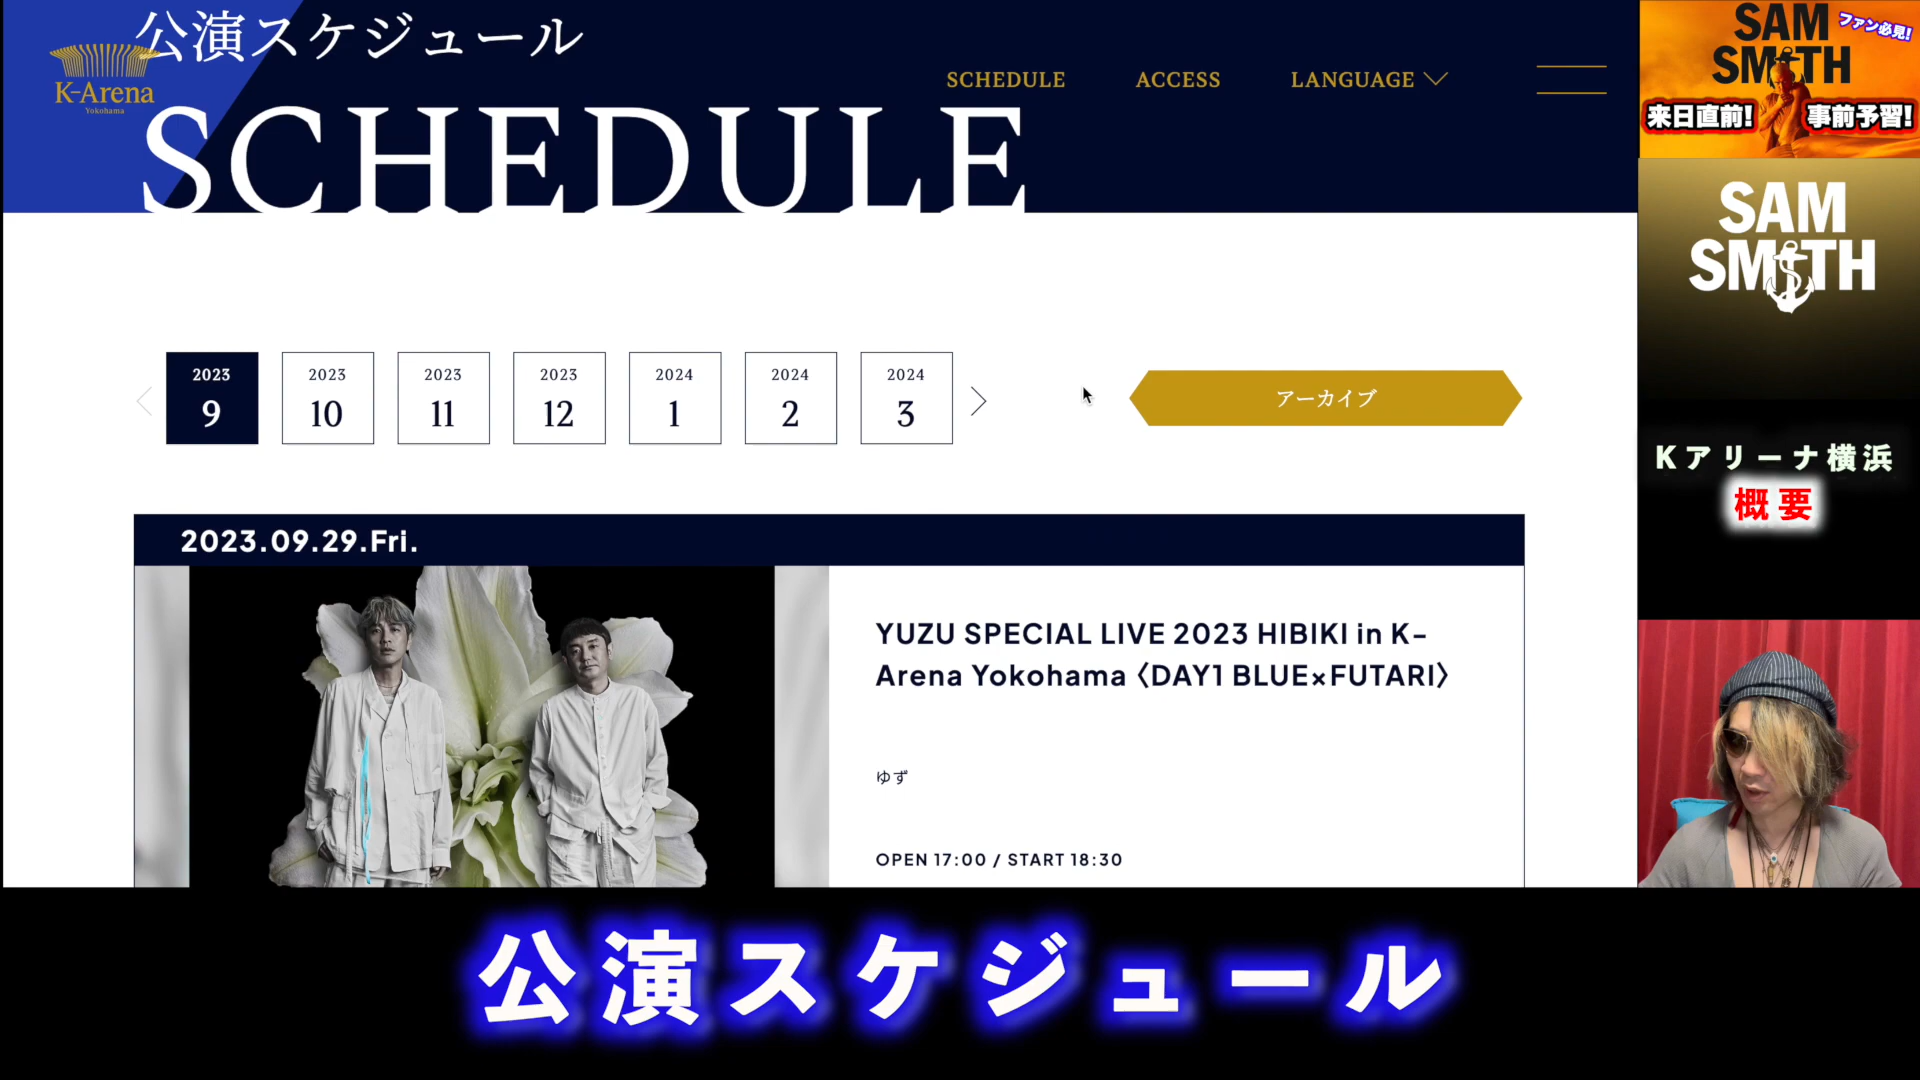 公演スケジュール
K-Arena
Yokohama
SCHEDULE
ACCESS
LANGUAGE
SCHEDULE
2023
9
2023
10
2023
11
2023
12
2024
1
2024
2
2024
3
アーカイブ
2023.09.29.Fri.
YUZU SPECIAL LIVE 2023 HIBIKI in K-
Arena Yokohama 〈DAY1 BLUE×FUTARI〉
ゆず
OPEN 17:00 / START 18:30
SAM
SMITH
ファン必見!
来日直前!
事前予習!
SAM
SMITH
Kアリーナ横浜
概要
公演スケジュール